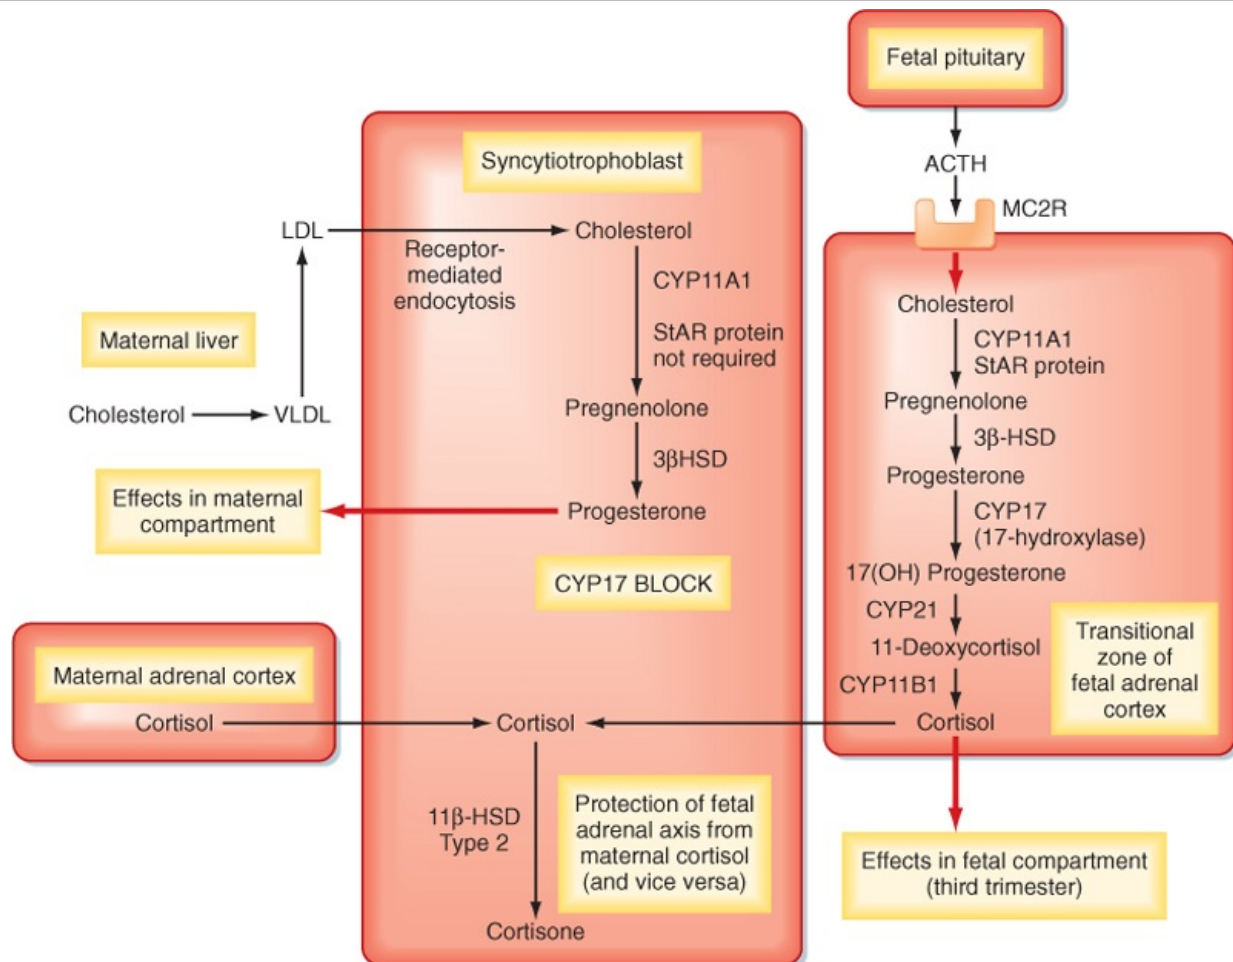 Fetal pituitary
ACTH
MC2R
Syncytiotrophoblast
LDL
Receptor-
mediated
endocytosis
Cholesterol
CYP11A1
StAR protein
not required
Pregnenolone
3βHSD
Progesterone
CYP17 BLOCK
Maternal liver
Cholesterol
VLDL
Effects in maternal
compartment
Maternal adrenal cortex
Cortisol
Cortisol
11β-HSD
Type 2
Cortisone
Protection of fetal
adrenal axis from
maternal cortisol
(and vice versa)
Cholesterol
CYP11A1
StAR protein
Pregnenolone
3β-HSD
Progesterone
CYP17
(17-hydroxylase)
17(OH) Progesterone
CYP21
11-Deoxycortisol
CYP11B1
Cortisol
Transitional
zone of
fetal adrenal
cortex
Effects in fetal compartment
(third trimester)